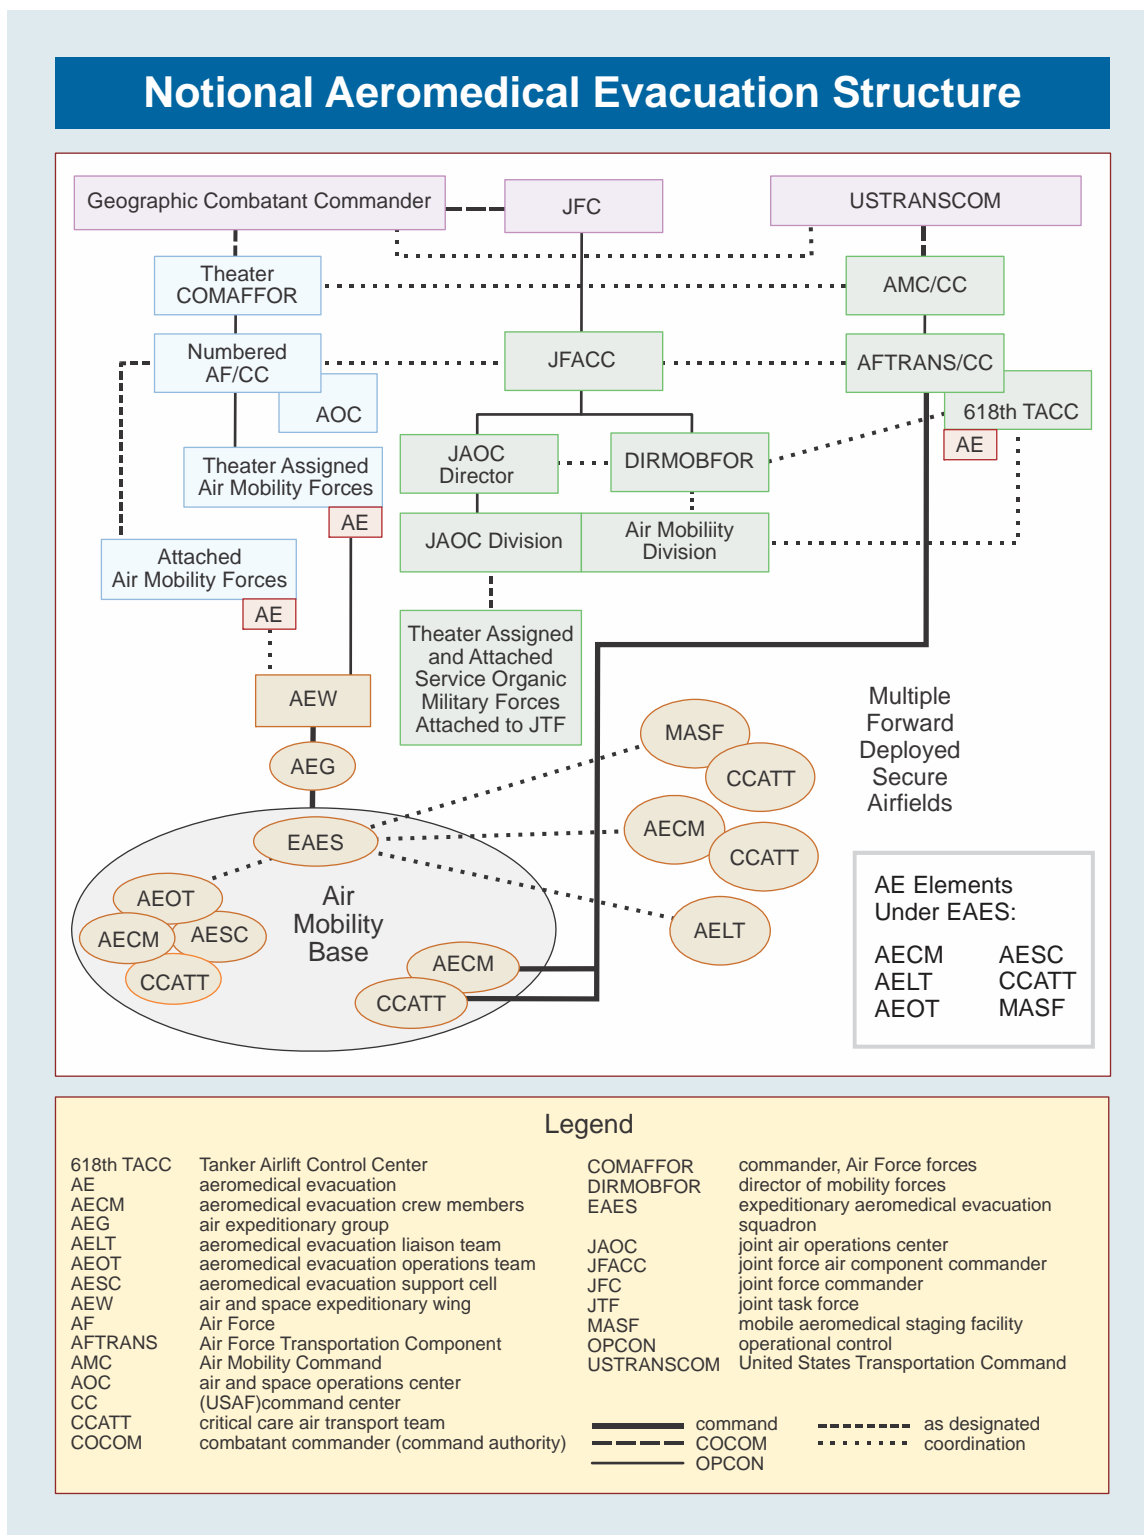 Notional Aeromedical Evacuation Structure
Geographic Combatant Commander
JFC
USTRANSCOM
Theater
COMAFFOR
AMC/CC
Numbered
AF/CC
JFACC
AFTRANS/CC
AOC
618th TACC
AE
JAOC
Director
DIRMOBFOR
Theater Assigned
Air Mobility Forces
AE
JAOC Division
Air Mobiliity
Division
Attached
Air Mobility Forces
AE
Theater Assigned
and Attached
Service Organic
Military Forces
Attached to JTF
AEW
AEG
MASF
CCATT
Multiple
Forward
Deployed
Secure
Airfields
EAES
AECM
CCATT
AEOT
AECM
AESC
CCATT
Air
Mobility
Base
AELT
AECM
CCATT
AE Elements
Under EAES:
AECM AESC
AELT CCATT
AEOT MASF
Legend
618th TACC Tanker Airlift Control Center
AE aeromedical evacuation
AECM aeromedical evacuation crew members
AEG air expeditionary group
AELT aeromedical evacuation liaison team
AEOT aeromedical evacuation operations team
AESC aeromedical evacuation support cell
AEW air and space expeditionary wing
AF Air Force
AFTRANS Air Force Transportation Component
AMC Air Mobility Command
AOC air and space operations center
CC (USAF)command center
CCATT critical care air transport team
COCOM combatant commander (command authority)
COMAFFOR commander, Air Force forces
DIRMOBFOR director of mobility forces
EAES expeditionary aeromedical evacuation
squadron
JAOC joint air operations center
JFACC joint force air component commander
JFC joint force commander
JTF joint task force
MASF mobile aeromedical staging facility
OPCON operational control
USTRANSCOM United States Transportation Command
command as designated
COCOM coordination
OPCON